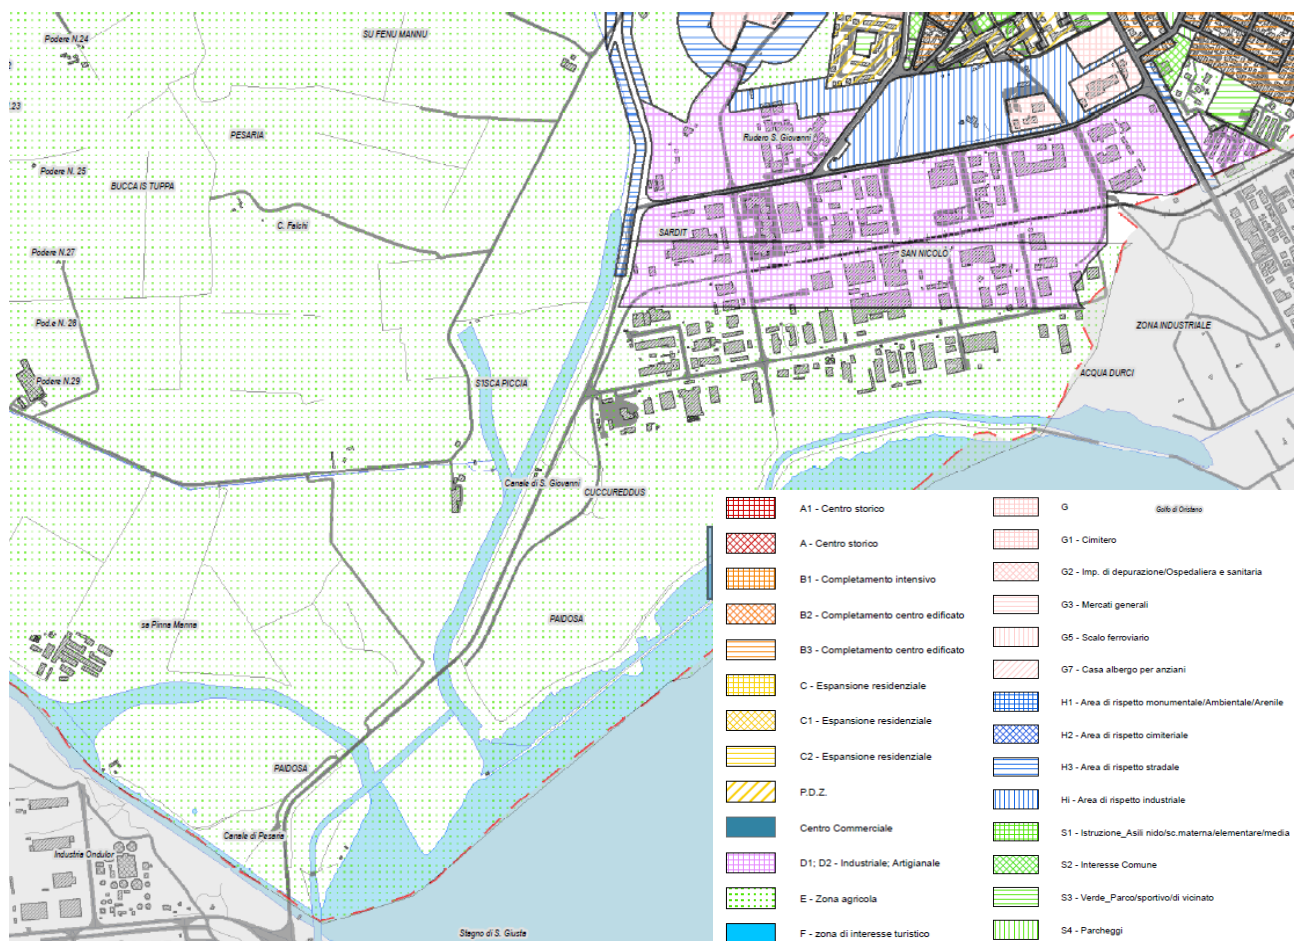 Podere N.24
SU FENU MANNU
N.23
PESARIA
Rudero S. Giovanni
Podere N. 25
BUCCA IS TUPPA
C. Falchi
SARDIT
SAN NICOLÒ
Podere N.27
Pod.e N. 28
ZONA INDUSTRIALE
Podere N.29
S'ISCA PICCIA
ACQUA DURCI
Canale di S. Giovanni
CUCCUREDDUS
sa Pinna Manna
PAIDOSA
PAIDOSA
Canale di Pesaria
Industria Ondulor
Stagno di S. Giusta
A1 - Centro storico
A - Centro storico
B1 - Completamento intensivo
B2 - Completamento centro edificato
B3 - Completamento centro edificato
C - Espansione residenziale
C1 - Espansione residenziale
C2 - Espansione residenziale
P.D.Z.
Centro Commerciale
D1; D2 - Industriale; Artigianale
E - Zona agricola
F - zona di interesse turistico
G
Golfo di Oristano
G1 - Cimitero
G2 - Imp. di depurazione/Ospedaliera e sanitaria
G3 - Mercati generali
G5 - Scalo ferroviario
G7 - Casa albergo per anziani
H1 - Area di rispetto monumentale/Ambientale/Arenile
H2 - Area di rispetto cimiteriale
H3 - Area di rispetto stradale
Hi - Area di rispetto industriale
S1 - Istruzione_Asili nido/sc.materna/elementare/media
S2 - Interesse Comune
S3 - Verde_Parco/sportivo/di vicinato
S4 - Parcheggi